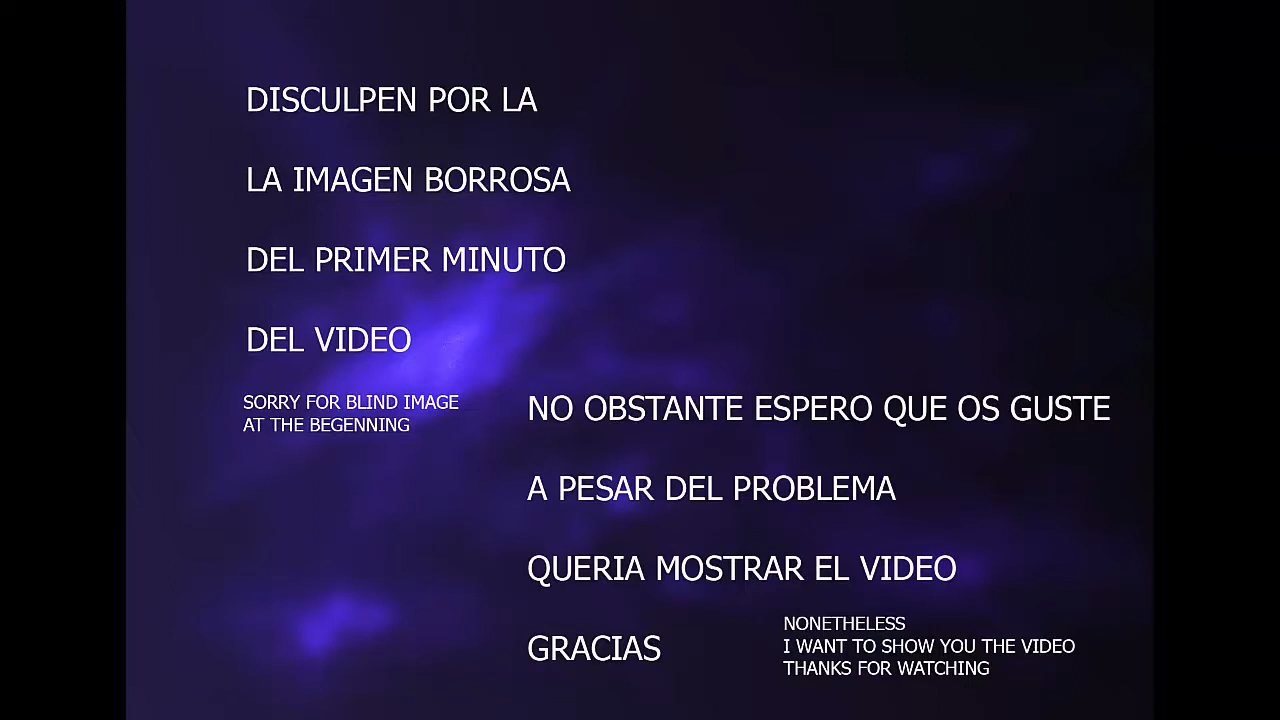 DISCULPEN POR LA
LA IMAGEN BORROSA
DEL PRIMER MINUTO
DEL VIDEO
SORRY FOR BLIND IMAGE
AT THE BEGENNING
NO OBSTANTE ESPERO QUE OS GUSTE
A PESAR DEL PROBLEMA
QUERIA MOSTRAR EL VIDEO
GRACIAS
NONETHELESS
I WANT TO SHOW YOU THE VIDEO
THANKS FOR WATCHING